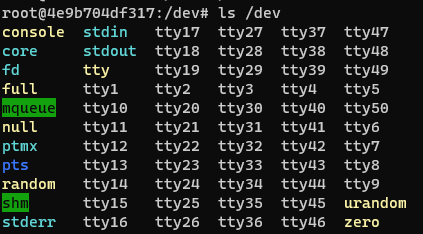 root@4e9b704df317:/dev# ls /dev
console stdin tty17 tty27 tty37 tty47
core stdout tty18 tty28 tty38 tty48
fd tty tty19 tty29 tty39 tty49
full tty1 tty2 tty3 tty4 tty5
mqueue tty10 tty20 tty30 tty40 tty50
null tty11 tty21 tty31 tty41 tty6
ptmx tty12 tty22 tty32 tty42 tty7
pts tty13 tty23 tty33 tty43 tty8
random tty14 tty24 tty34 tty44 tty9
shm tty15 tty25 tty35 tty45 urandom
stderr tty16 tty26 tty36 tty46 zero